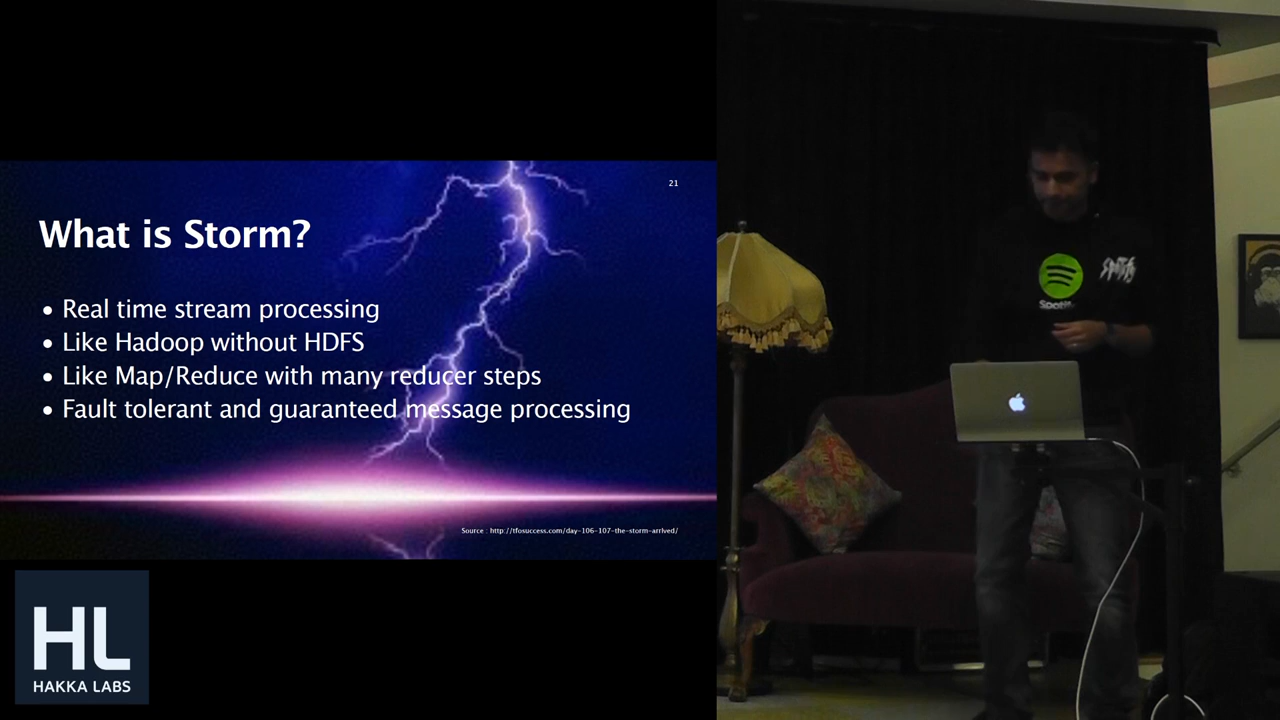 21
What is Storm?
• Real time stream processing
• Like Hadoop without HDFS
• Like Map/Reduce with many reducer steps
• Fault tolerant and guaranteed message processing
Source : http://tfosuccess.com/day-106-107-the-storm-arrived/
HL
HAKKA LABS